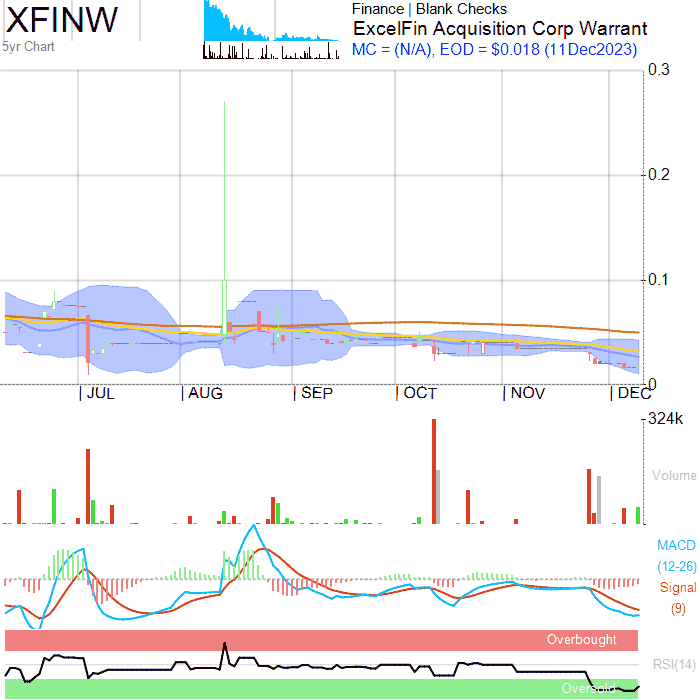 XFINW
5yr Chart
Finance | Blank Checks
ExcelFin Acquisition Corp Warrant
MC = (N/A), EOD = $0.018 (11Dec2023)
0.3
0.2
0.1
0
JUL AUG SEP OCT NOV DEC
324k
Volume
MACD
(12-26)
Signal
(9)
Overbought
RSI(14)
Oversold